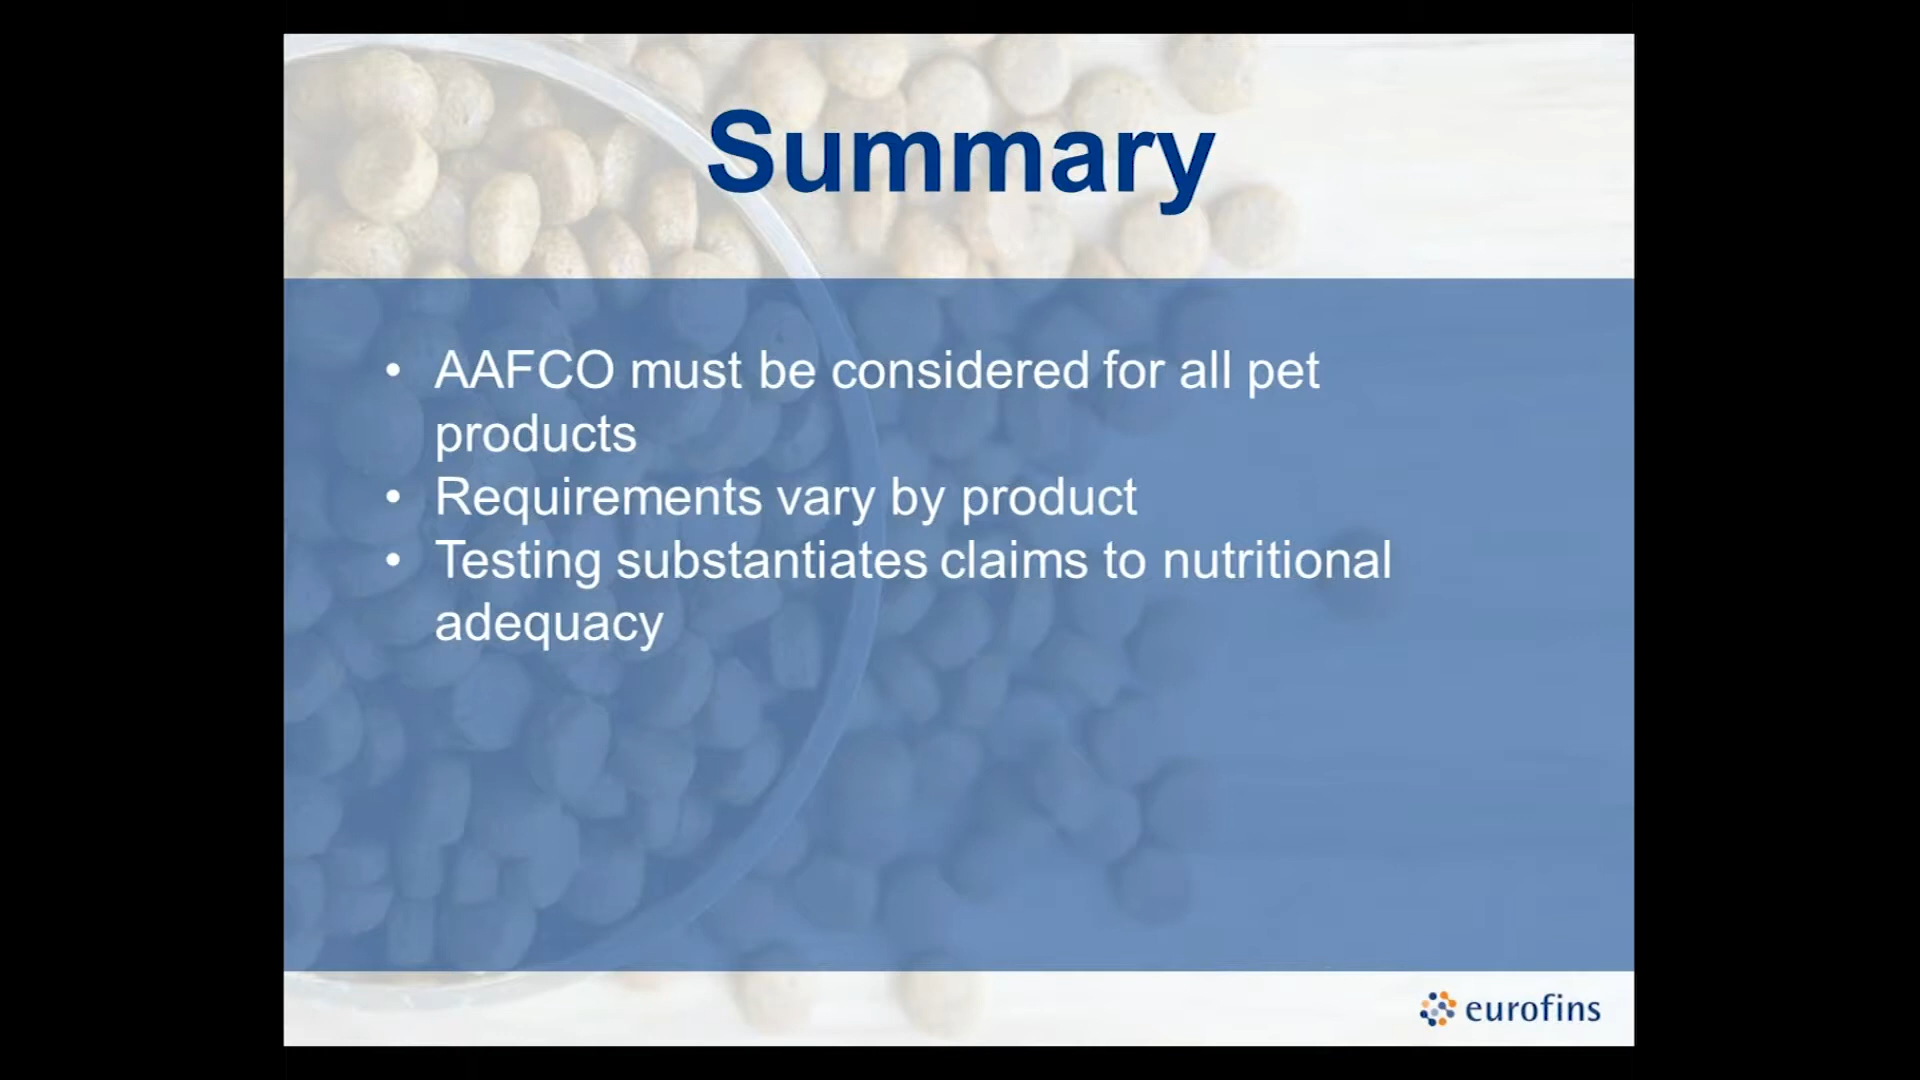 Summary
• AAFCO must be considered for all pet
products
• Requirements vary by product
• Testing substantiates claims to nutritional
adequacy
eurofins